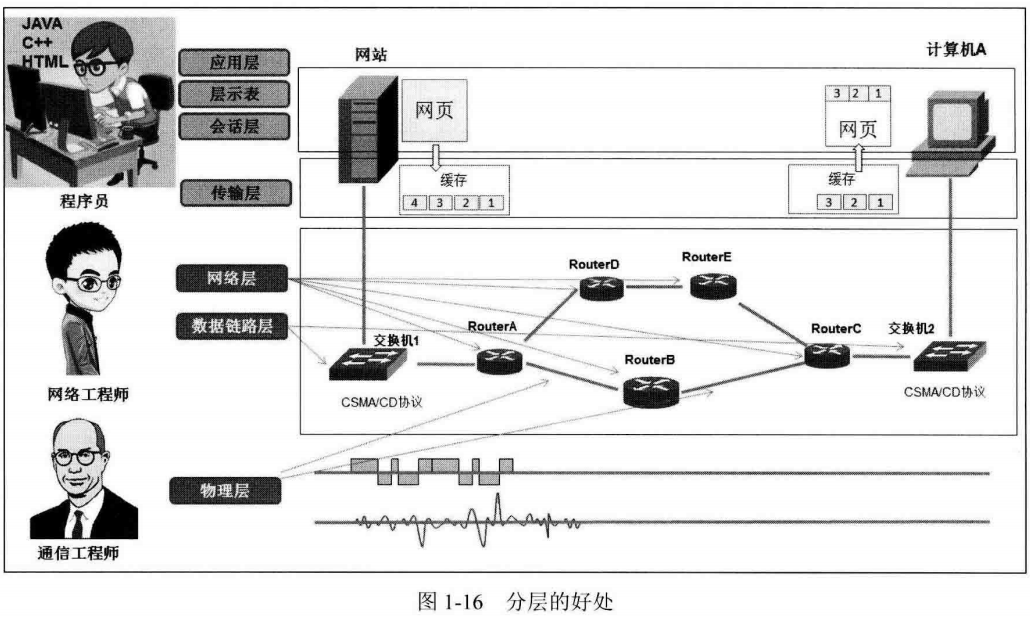 JAVA
C++
HTML
应用层
层示表
会话层
传输层
程序员
网站
网页
缓存
4 3 2 1
计算机A
3 2 1
网页
缓存
3 2 1
网络层
数据链路层
网络工程师
RouterD
RouterE
RouterA
RouterB
RouterC
交换机1
交换机2
CSMA/CD协议
CSMA/CD协议
物理层
通信工程师
图 1-16 分层的好处